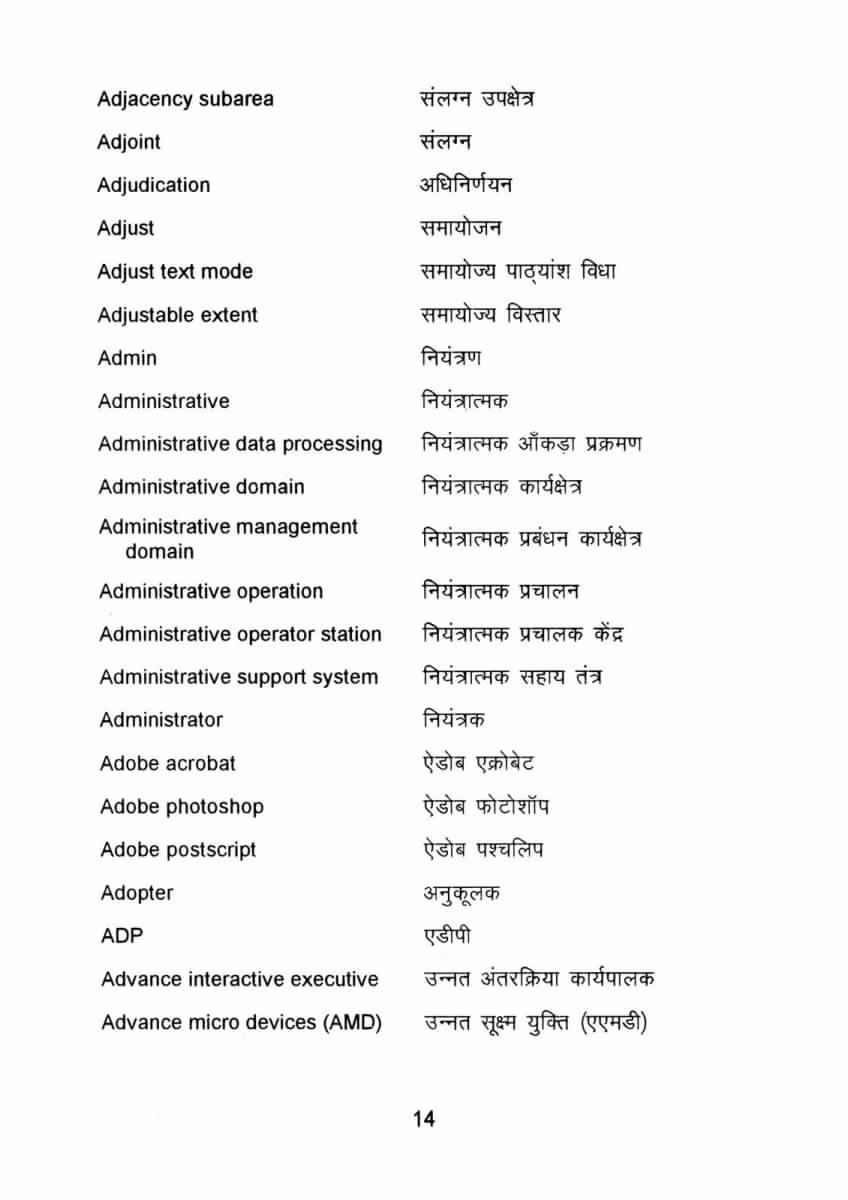 Adjacency subarea संलग्न उपक्षेत्र
Adjoint संलग्न
Adjudication अधिनिर्णयन
Adjust समायोजन
Adjust text mode समायोज्य पाठ्यांश विधा
Adjustable extent समायोज्य विस्तार
Admin नियंत्रण
Administrative नियंत्रात्मक
Administrative data processing नियंत्रात्मक आँकड़ा प्रक्रमण
Administrative domain नियंत्रात्मक कार्यक्षेत्र
Administrative management
domain नियंत्रात्मक प्रबंधन कार्यक्षेत्र
Administrative operation नियंत्रात्मक प्रचालन
Administrative operator station नियंत्रात्मक प्रचालक केंद्र
Administrative support system नियंत्रात्मक सहाय तंत्र
Administrator नियंत्रक
Adobe acrobat ऐडोब एक्रोबेट
Adobe photoshop ऐडोब फोटोशॉप
Adobe postscript ऐडोब पश्चलिप
Adopter अनुकूलक
ADP एडीपी
Advance interactive executive उन्नत अंतरक्रिया कार्यपालक
Advance micro devices (AMD) उन्नत सूक्ष्म युक्ति (एएमडी)
14